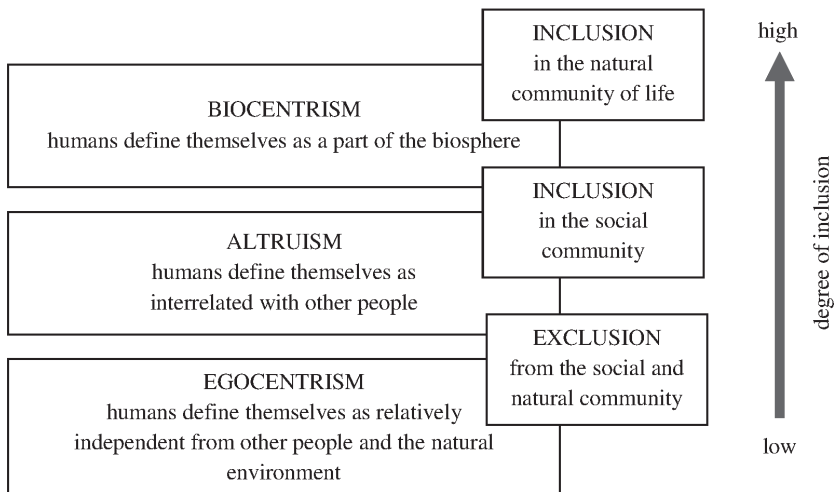 INCLUSION
in the natural
community of life
high
BIOCENTRISM
humans define themselves as a part of the biosphere
INCLUSION
in the social
community
ALTRUISM
humans define themselves as
interrelated with other people
EXCLUSION
from the social and
natural community
EGOCENTRISM
humans define themselves as relatively
independent from other people and the natural
environment
degree of inclusion
low